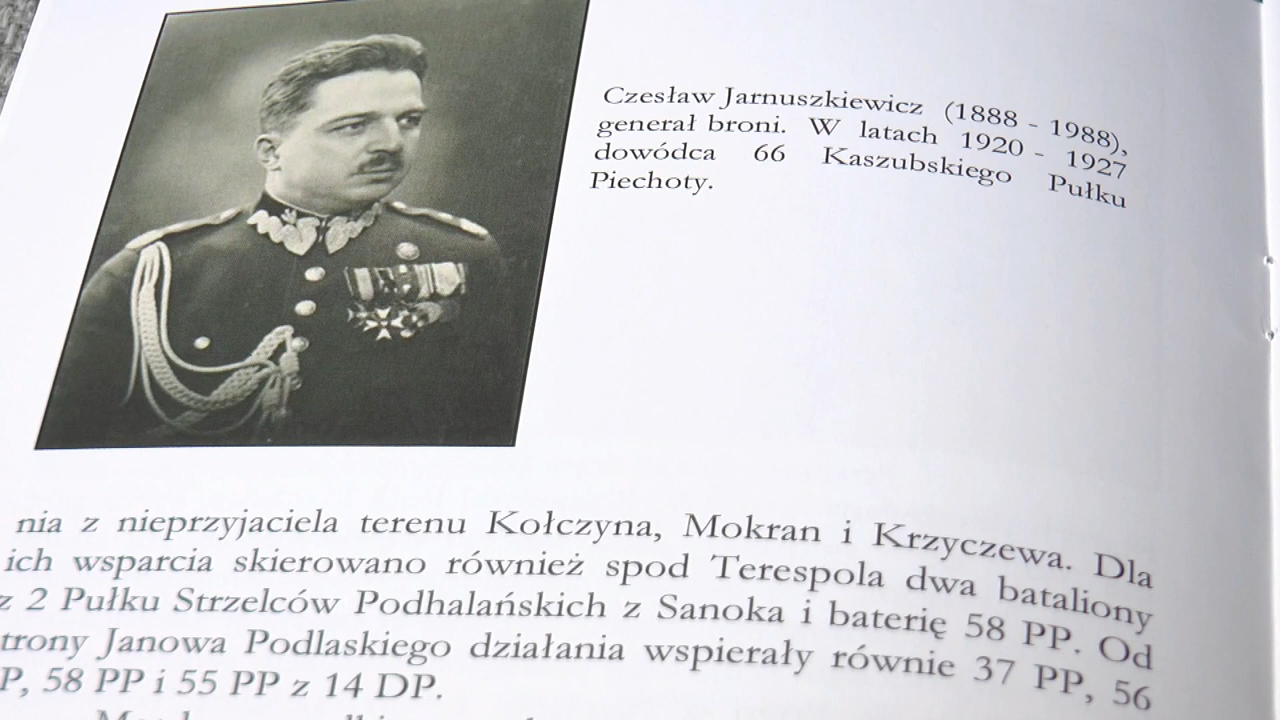 Czesław Jarnuszkiewicz (1888 - 1988),
generał broni. W latach 1920 - 1927
dowódca 66 Kaszubskiego Pułku
Piechoty.
nia z nieprzyjaciela terenu Kołczyna, Mokran i Krzyczewa. Dla
ich wsparcia skierowano również spod Terespola dwa bataliony
z 2 Pułku Strzelców Podhalańskich z Sanoka i baterię 58 PP. Od
trony Janowa Podlaskiego działania wspierały równie 37 PP, 56
P, 58 PP i 55 PP z 14 DP.